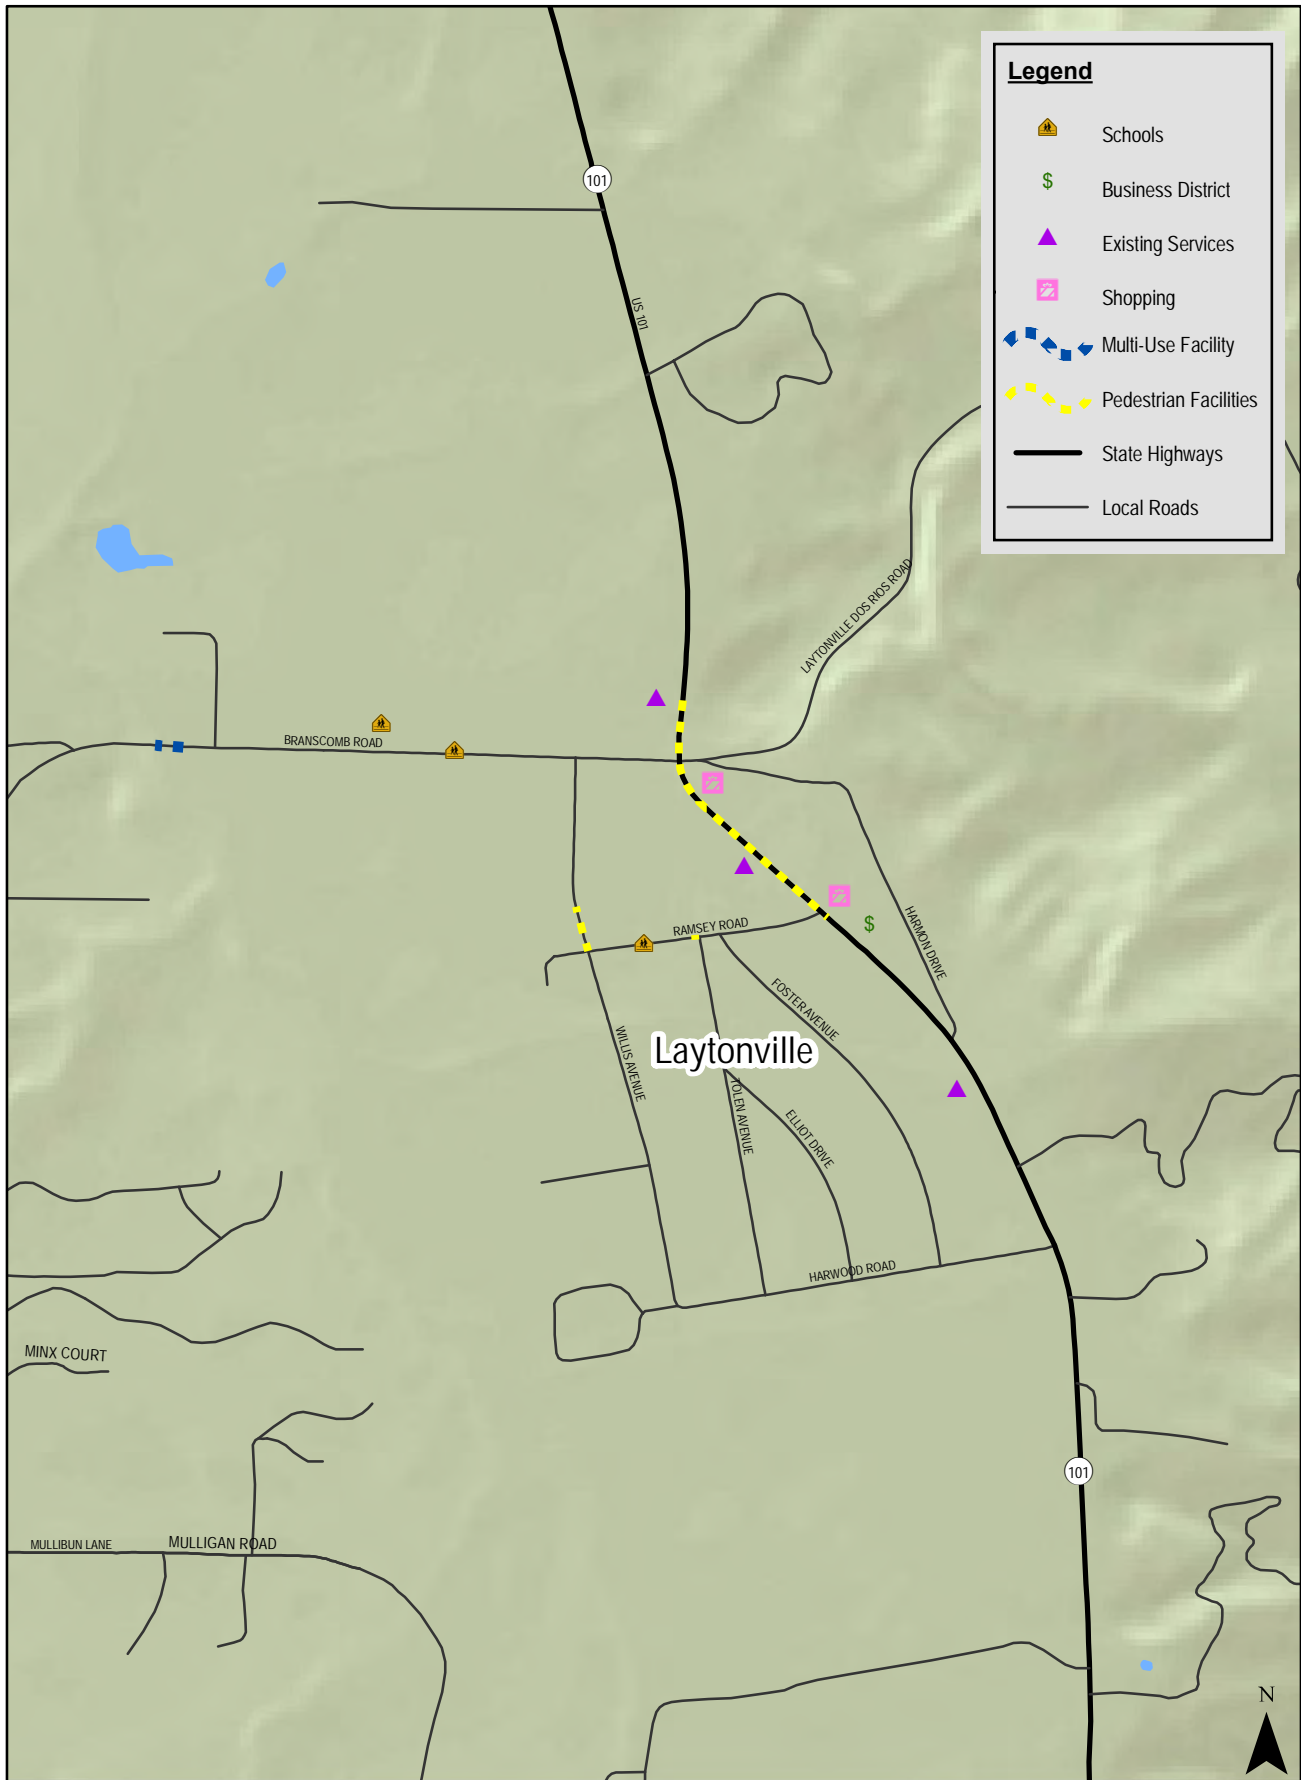 Legend
Schools
$ Business District
Existing Services
Shopping
Multi-Use Facility
Pedestrian Facilities
State Highways
Local Roads
101
US 101
LAYTONVILLE DOS RIOS ROAD
BRANSCOMB ROAD
HARMON DRIVE
$
RAMSEY ROAD
FOSTER AVENUE
WILLIS AVENUE
Laytonville
TOLEN AVENUE
ELLIOT DRIVE
HARWOOD ROAD
MINX COURT
101
MULLIBUN LANE
MULLIGAN ROAD
N